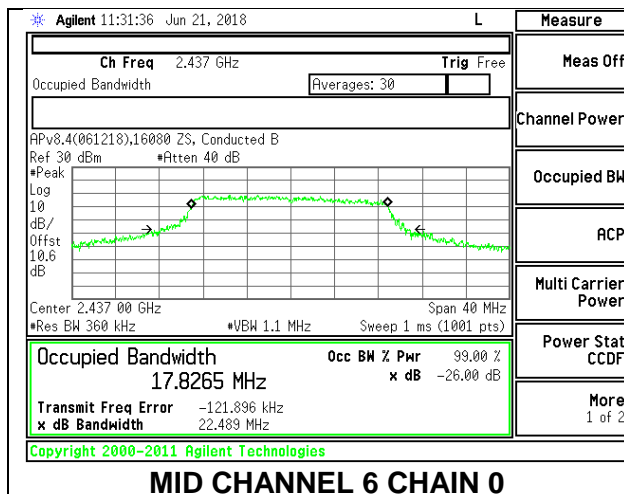 Agilent 11:31:36 Jun 21, 2018 L
Measure
Ch Freq 2.437 GHz Trig Free
Meas Off
Occupied Bandwidth Averages: 30
Channel Power
APv8.4(061218),16080 ZS, Conducted B
Ref 30 dBm #Atten 40 dB
#Peak
Log
10
dB/
Offst
10.6
dB
Occupied BW
ACP
Center 2.437 00 GHz Span 40 MHz
#Res BW 360 kHz #VBW 1.1 MHz Sweep 1 ms (1001 pts)
Multi Carrier
Power
Occupied Bandwidth Occ BW % Pwr 99.00 %
17.8265 MHz x dB -26.00 dB
Power Stat
CCDF
Transmit Freq Error -121.896 kHz
x dB Bandwidth 22.489 MHz
More
1 of 2
Copyright 2000-2011 Agilent Technologies
MID CHANNEL 6 CHAIN 0